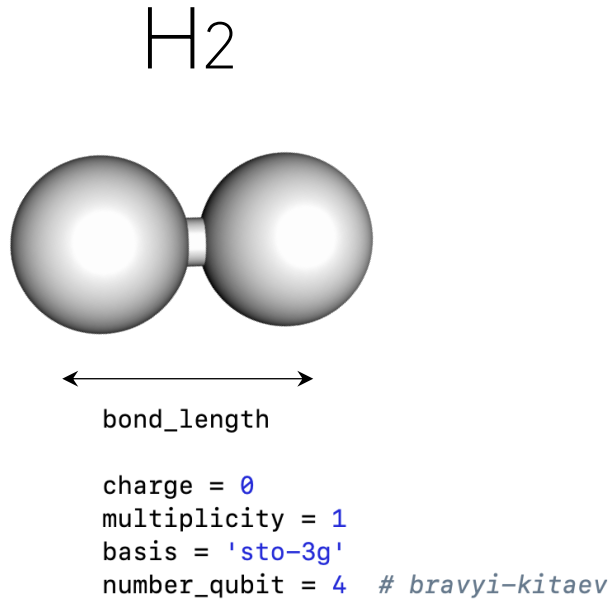 H2
bond_length
charge = 0
multiplicity = 1
basis = 'sto-3g'
number_qubit = 4  # bravyi-kitaev